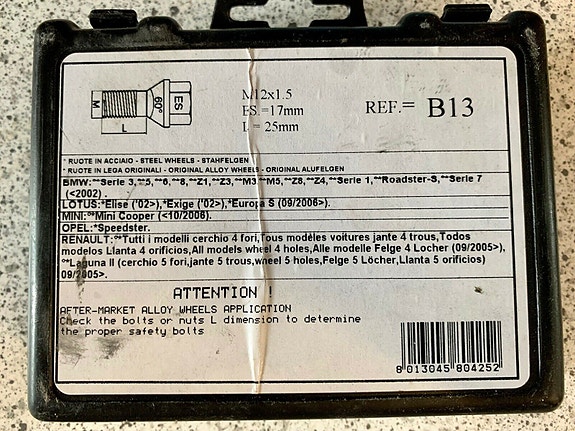 M
L
60°
ES
M12x1.5
ES.=17mm
L = 25mm
REF.= B13
° RUOTE IN ACCIAIO - STEEL WHEELS - STAHFELGEN
* RUOTE IN LEGA ORIGINALI - ORIGINAL ALLOY WHEELS - ORIGINAL ALUFELGEN
BMW:°*Serie 3,°*5,°*6,°*8,°*Z1,°*Z3,°*M3°*M5,°*Z8,°*Z4,°*Serie 1,°*Roadster-S,°*Serie 7
(<2002) .
LOTUS:*Elise ('02>),*Exige ('02>),*Europa S (09/2006>).
MINI:°*Mini Cooper (<10/2006).
OPEL:*Speedster.
RENAULT:°*Tutti i modelli cerchio 4 fori,Tous modèles voitures jante 4 trous,Todos
modelos Llanta 4 orificios,All models wheel 4 holes,Alle modelle Felge 4 Locher (09/2005>),
°*Laguna II (cerchio 5 fori,jante 5 trous,wheel 5 holes,Felge 5 Löcher,Llanta 5 orificios)
09/2005>.
ATTENTION !
AFTER-MARKET ALLOY WHEELS APPLICATION
Check the bolts or nuts L dimension to determine
the proper safety bolts
8 013045 804252